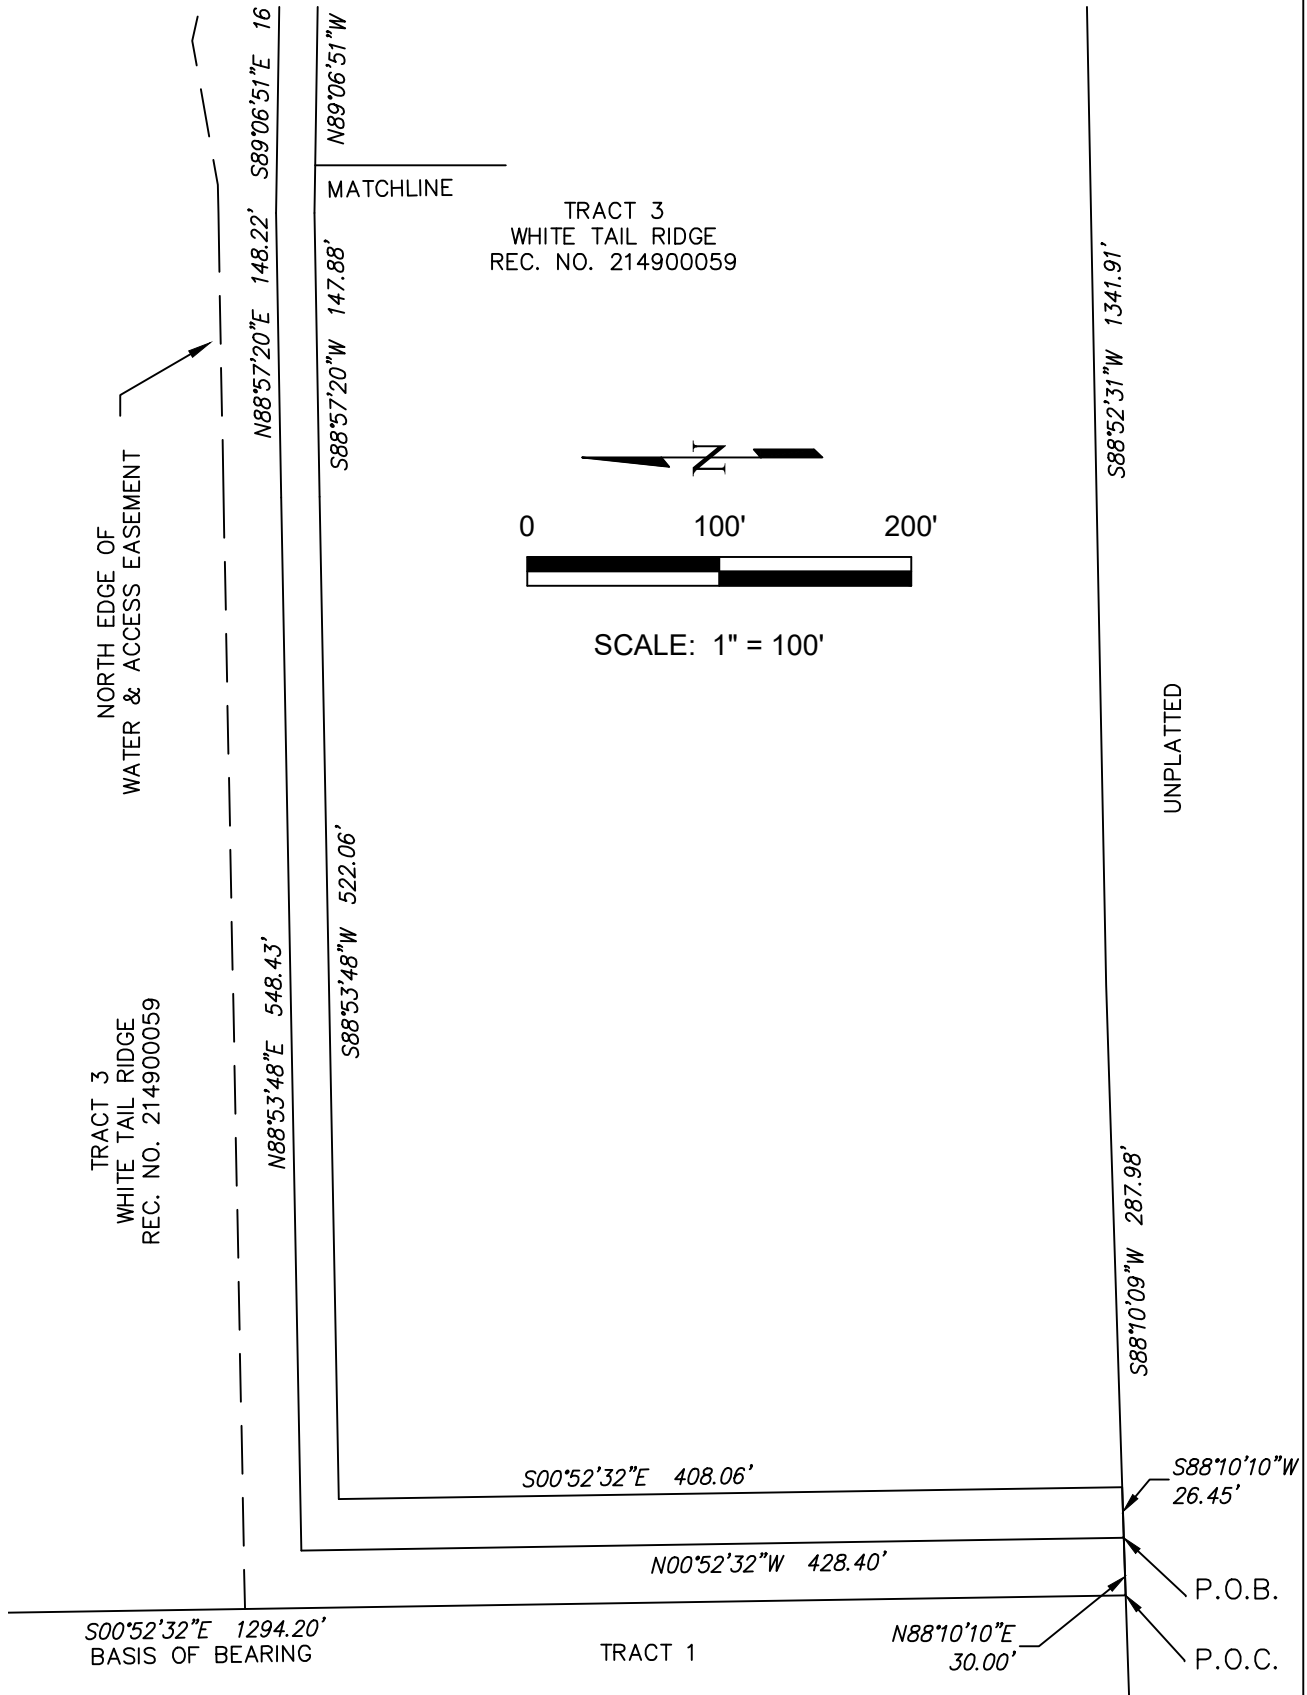 S89°06'51"E 16
N89°06'51"W
MATCHLINE
TRACT 3
WHITE TAIL RIDGE
REC. NO. 214900059
N88°57'20"E 148.22'
S88°57'20"W 147.88'
S88°52'31"W 1341.91'
N
0 100' 200'
SCALE: 1" = 100'
NORTH EDGE OF
WATER & ACCESS EASEMENT
UNPLATTED
N88°53'48"E 548.43'
S88°53'48"W 522.06'
TRACT 3
WHITE TAIL RIDGE
REC. NO. 214900059
S88°10'09"W 287.98'
S00°52'32"E 408.06'
S88°10'10"W
26.45'
N00°52'32"W 428.40'
P.O.B.
S00°52'32"E 1294.20'
BASIS OF BEARING
TRACT 1
N88°10'10"E
30.00'
P.O.C.